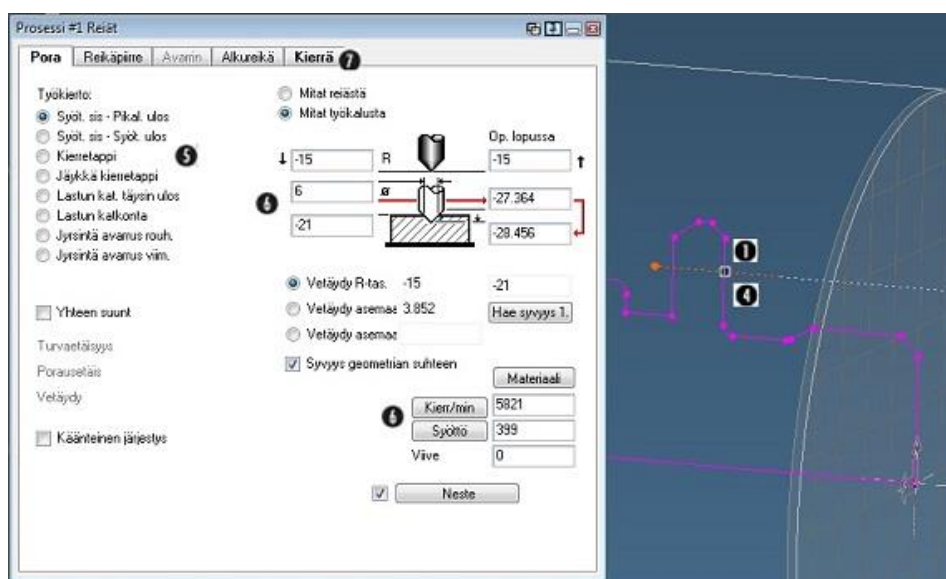 Prosessi #1 Reiät
Pora Reikäpiirre Avarrin Alkureikä Kierrä 7
Työkierto:
Syöt. sis - Pikal. ulos
Syöt. sis - Syöt. ulos
Kierretappi
Jäykkä kierretappi
Lastun kat. täysin ulos
Lastun katkonta
Jyrsintä avarrus rouh.
Jyrsintä avarrus viim.
5
Mitat reiästä
Mitat työkalusta
Op. lopussa
-15 R -15
6 6 ø -27.364
-21 -28.456
Vetäydy R-tas. -15 -21
Vetäydy asemaa 3.852 Hae syvyys 1.
Vetäydy asemaa
Syvyys geometrian suhteen
Yhteen suunt
Turvaetäisyys
Porausetäis
Vetäydy
Käänteinen järjestys
Materiaali
6 Kierr/min 5821
Syöttö 399
Viive 0
Neste
1
4